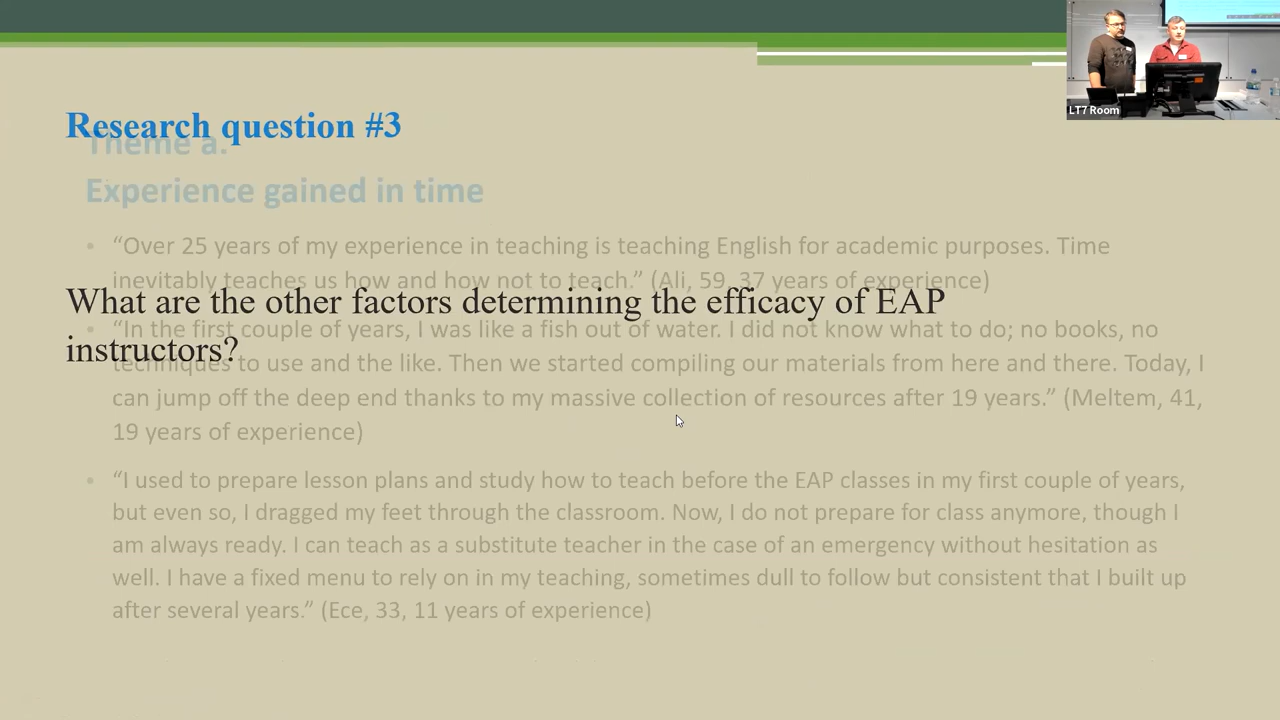 LT7 Room
Research question #3
Theme a.
Experience gained in time
• “Over 25 years of my experience in teaching is teaching English for academic purposes. Time
inevitably teaches us how and how not to teach.” (Ali, 59, 37 years of experience)
What are the other factors determining the efficacy of EAP
instructors?
• “In the first couple of years, I was like a fish out of water. I did not know what to do; no books, no
techniques to use and the like. Then we started compiling our materials from here and there. Today, I
can jump off the deep end thanks to my massive collection of resources after 19 years.” (Meltem, 41,
19 years of experience)
• “I used to prepare lesson plans and study how to teach before the EAP classes in my first couple of years,
but even so, I dragged my feet through the classroom. Now, I do not prepare for class anymore, though I
am always ready. I can teach as a substitute teacher in the case of an emergency without hesitation as
well. I have a fixed menu to rely on in my teaching, sometimes dull to follow but consistent that I built up
after several years.” (Ece, 33, 11 years of experience)